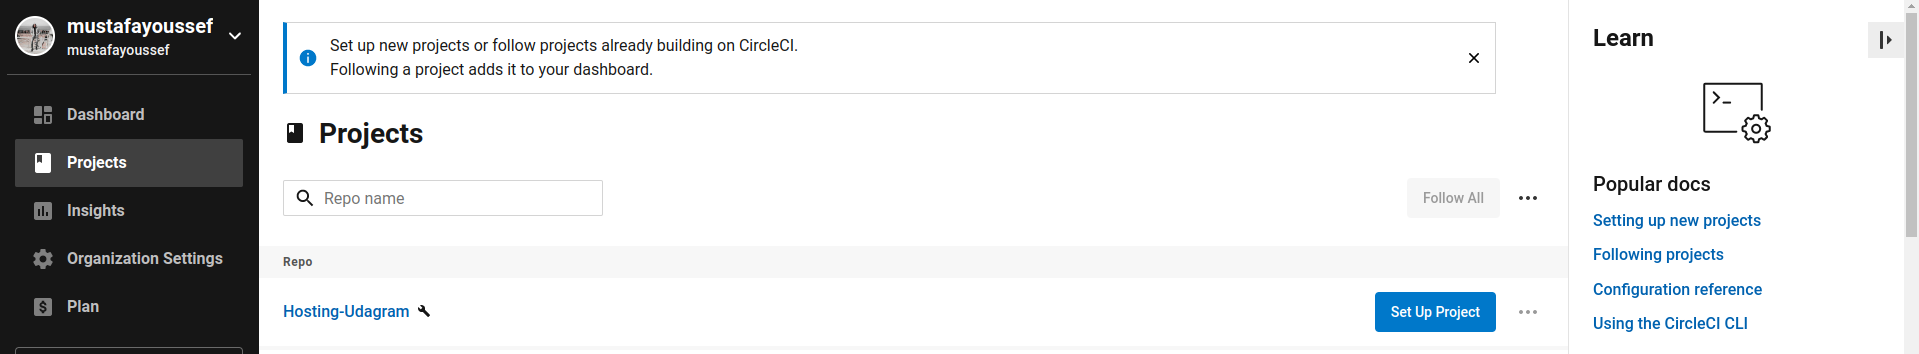 mustafayoussef
mustafayoussef
Dashboard
Projects
Insights
Organization Settings
Plan
Set up new projects or follow projects already building on CircleCI.
Following a project adds it to your dashboard.
Projects
Repo name
Follow All
Repo
Hosting-Udagram
Set Up Project
Learn
Popular docs
Setting up new projects
Following projects
Configuration reference
Using the CircleCI CLI